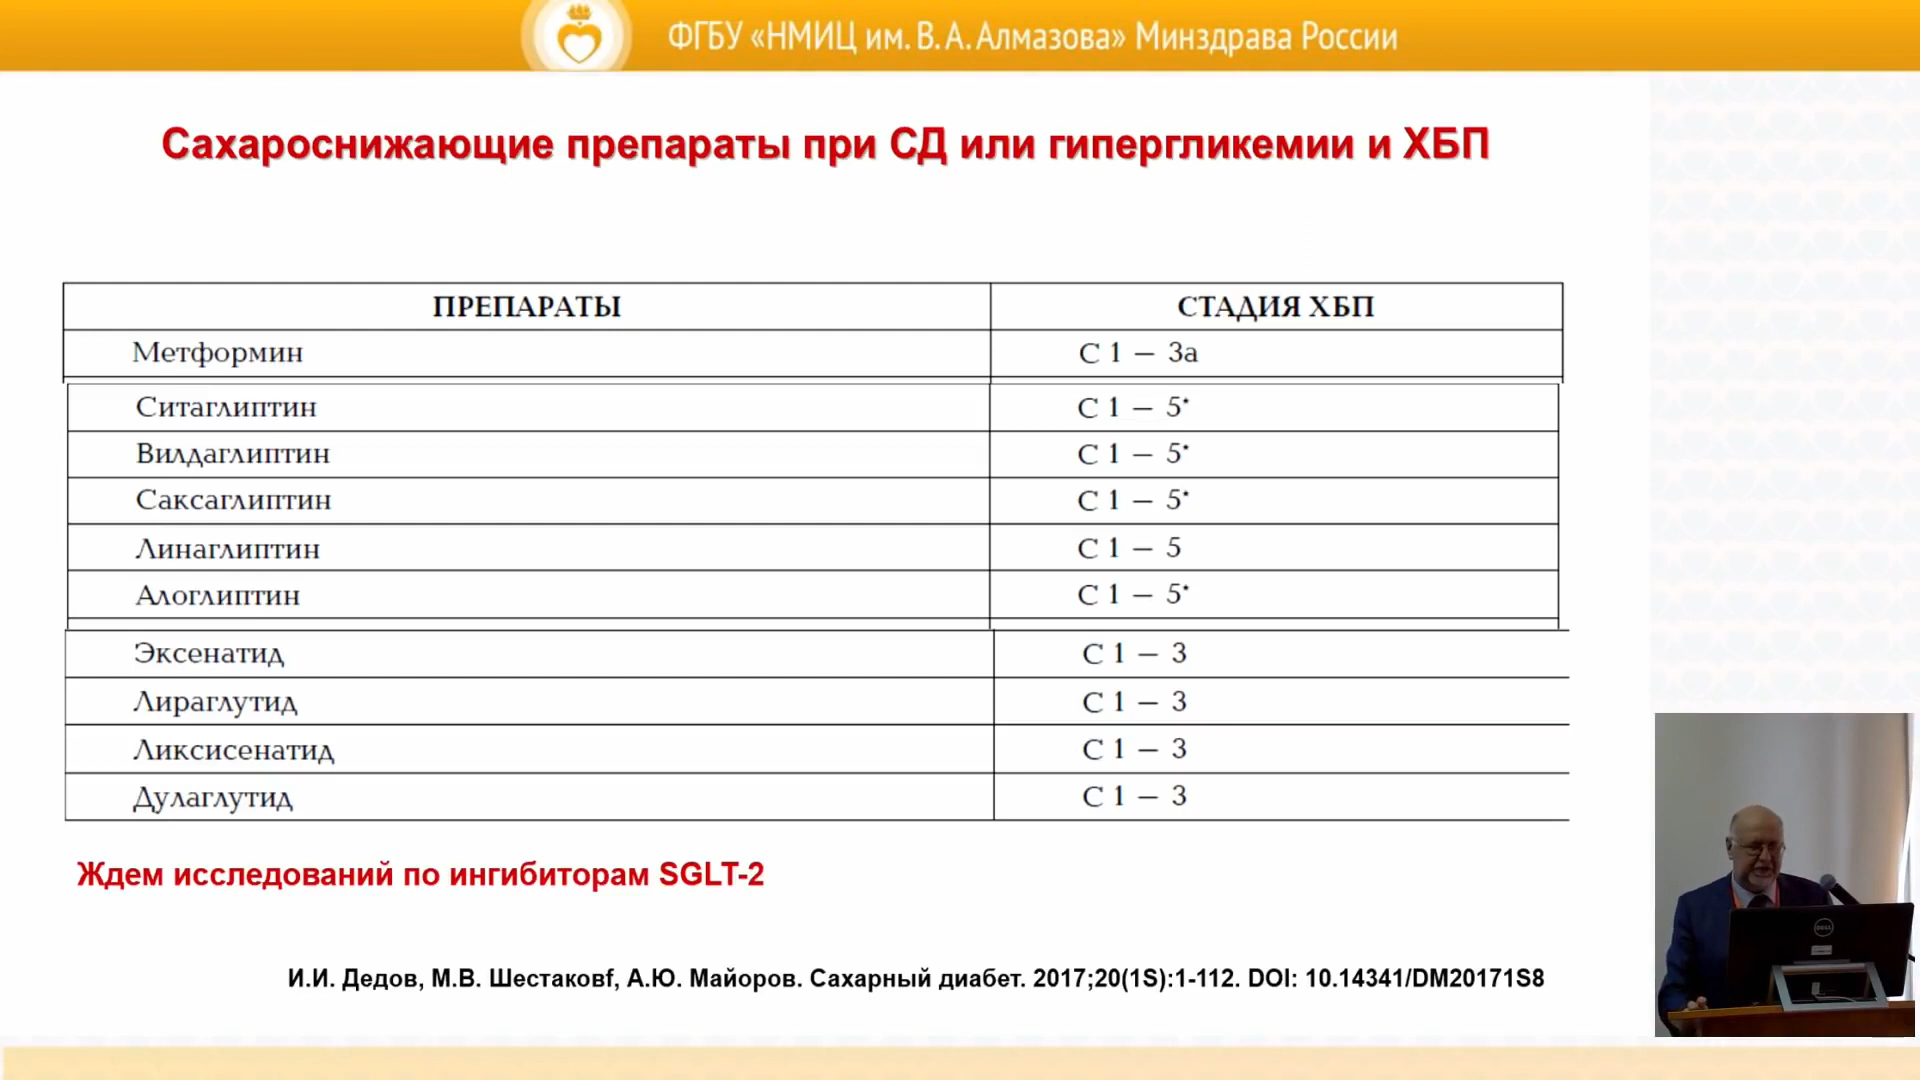 ФГБУ «НМИЦ им. В. А. Алмазова» Минздрава России
Сахароснижающие препараты при СД или гипергликемии и ХБП
ПРЕПАРАТЫ СТАДИЯ ХБП
Метформин С 1 – 3а
Ситаглиптин С 1 – 5*
Вилдаглиптин С 1 – 5*
Саксаглиптин С 1 – 5*
Линаглиптин С 1 – 5
Алоглиптин С 1 – 5*
Эксенатид С 1 – 3
Лираглутид С 1 – 3
Ликсисенатид С 1 – 3
Дулаглутид С 1 – 3
Ждем исследований по ингибиторам SGLT-2
И.И. Дедов, М.В. Шестаковf, А.Ю. Майоров. Сахарный диабет. 2017;20(1S):1-112. DOI: 10.14341/DM20171S8
DELL